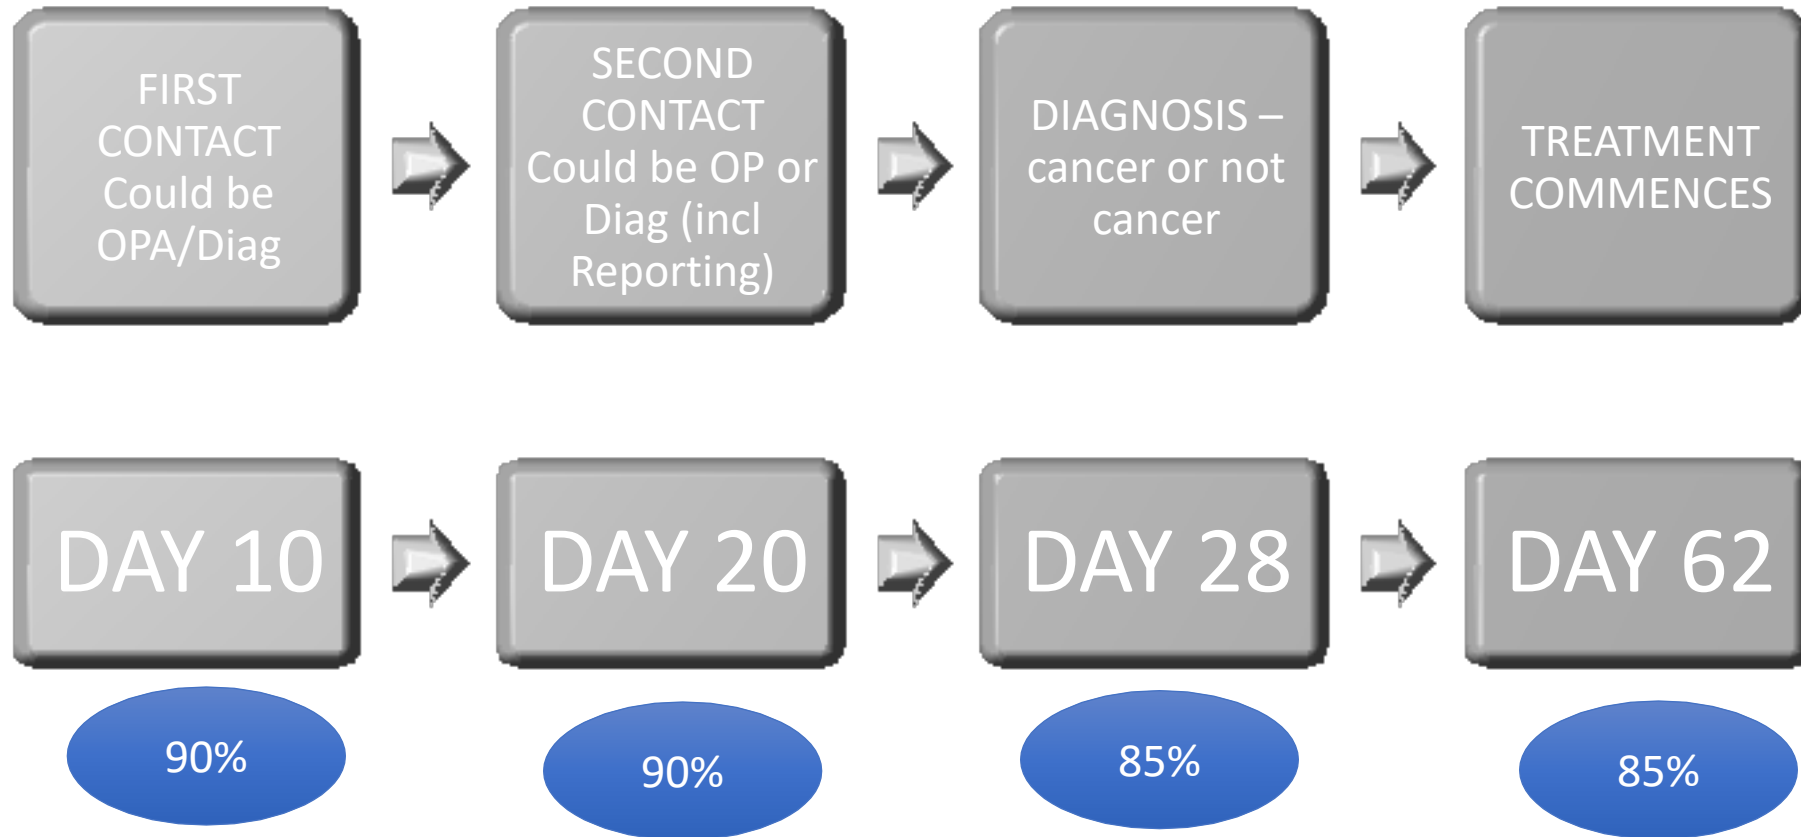 FIRST
CONTACT
Could be
OPA/Diag
SECOND
CONTACT
Could be OP or
Diag (incl
Reporting)
DIAGNOSIS –
cancer or not
cancer
TREATMENT
COMMENCES
DAY 10
DAY 20
DAY 28
DAY 62
90%
90%
85%
85%